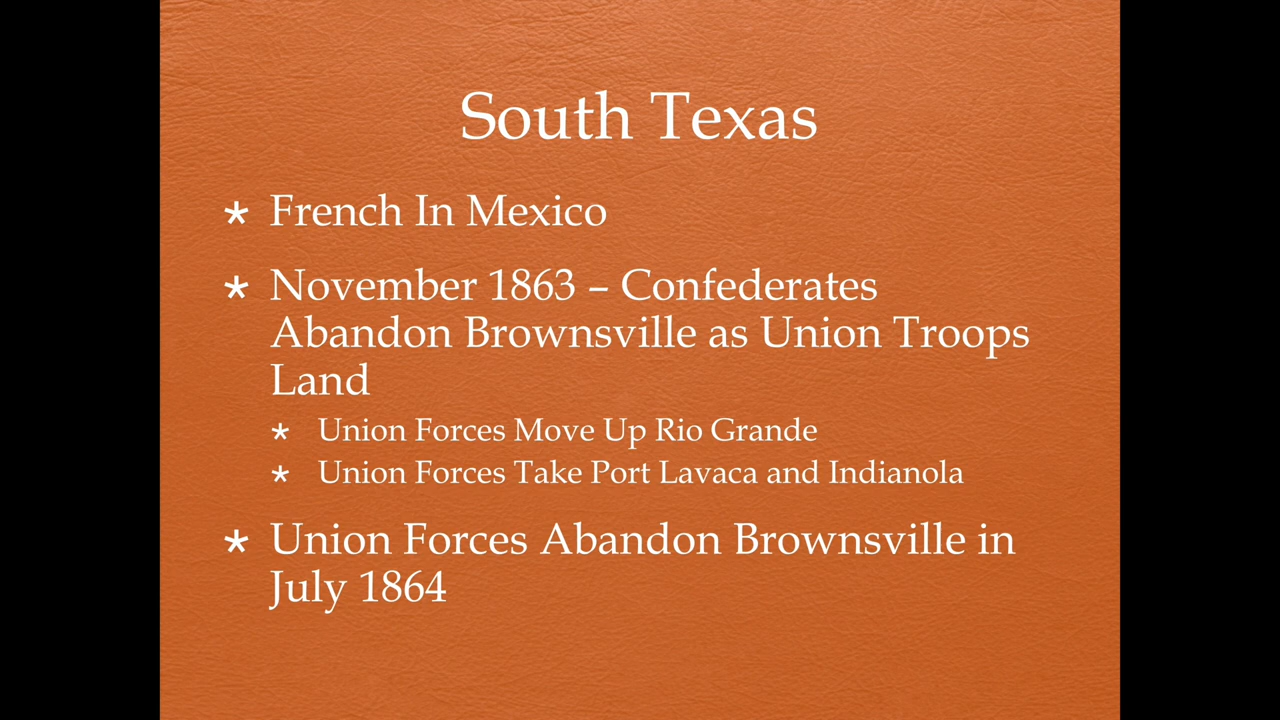 South Texas
* French In Mexico
* November 1863 – Confederates
Abandon Brownsville as Union Troops
Land
* Union Forces Move Up Rio Grande
* Union Forces Take Port Lavaca and Indianola
* Union Forces Abandon Brownsville in
July 1864